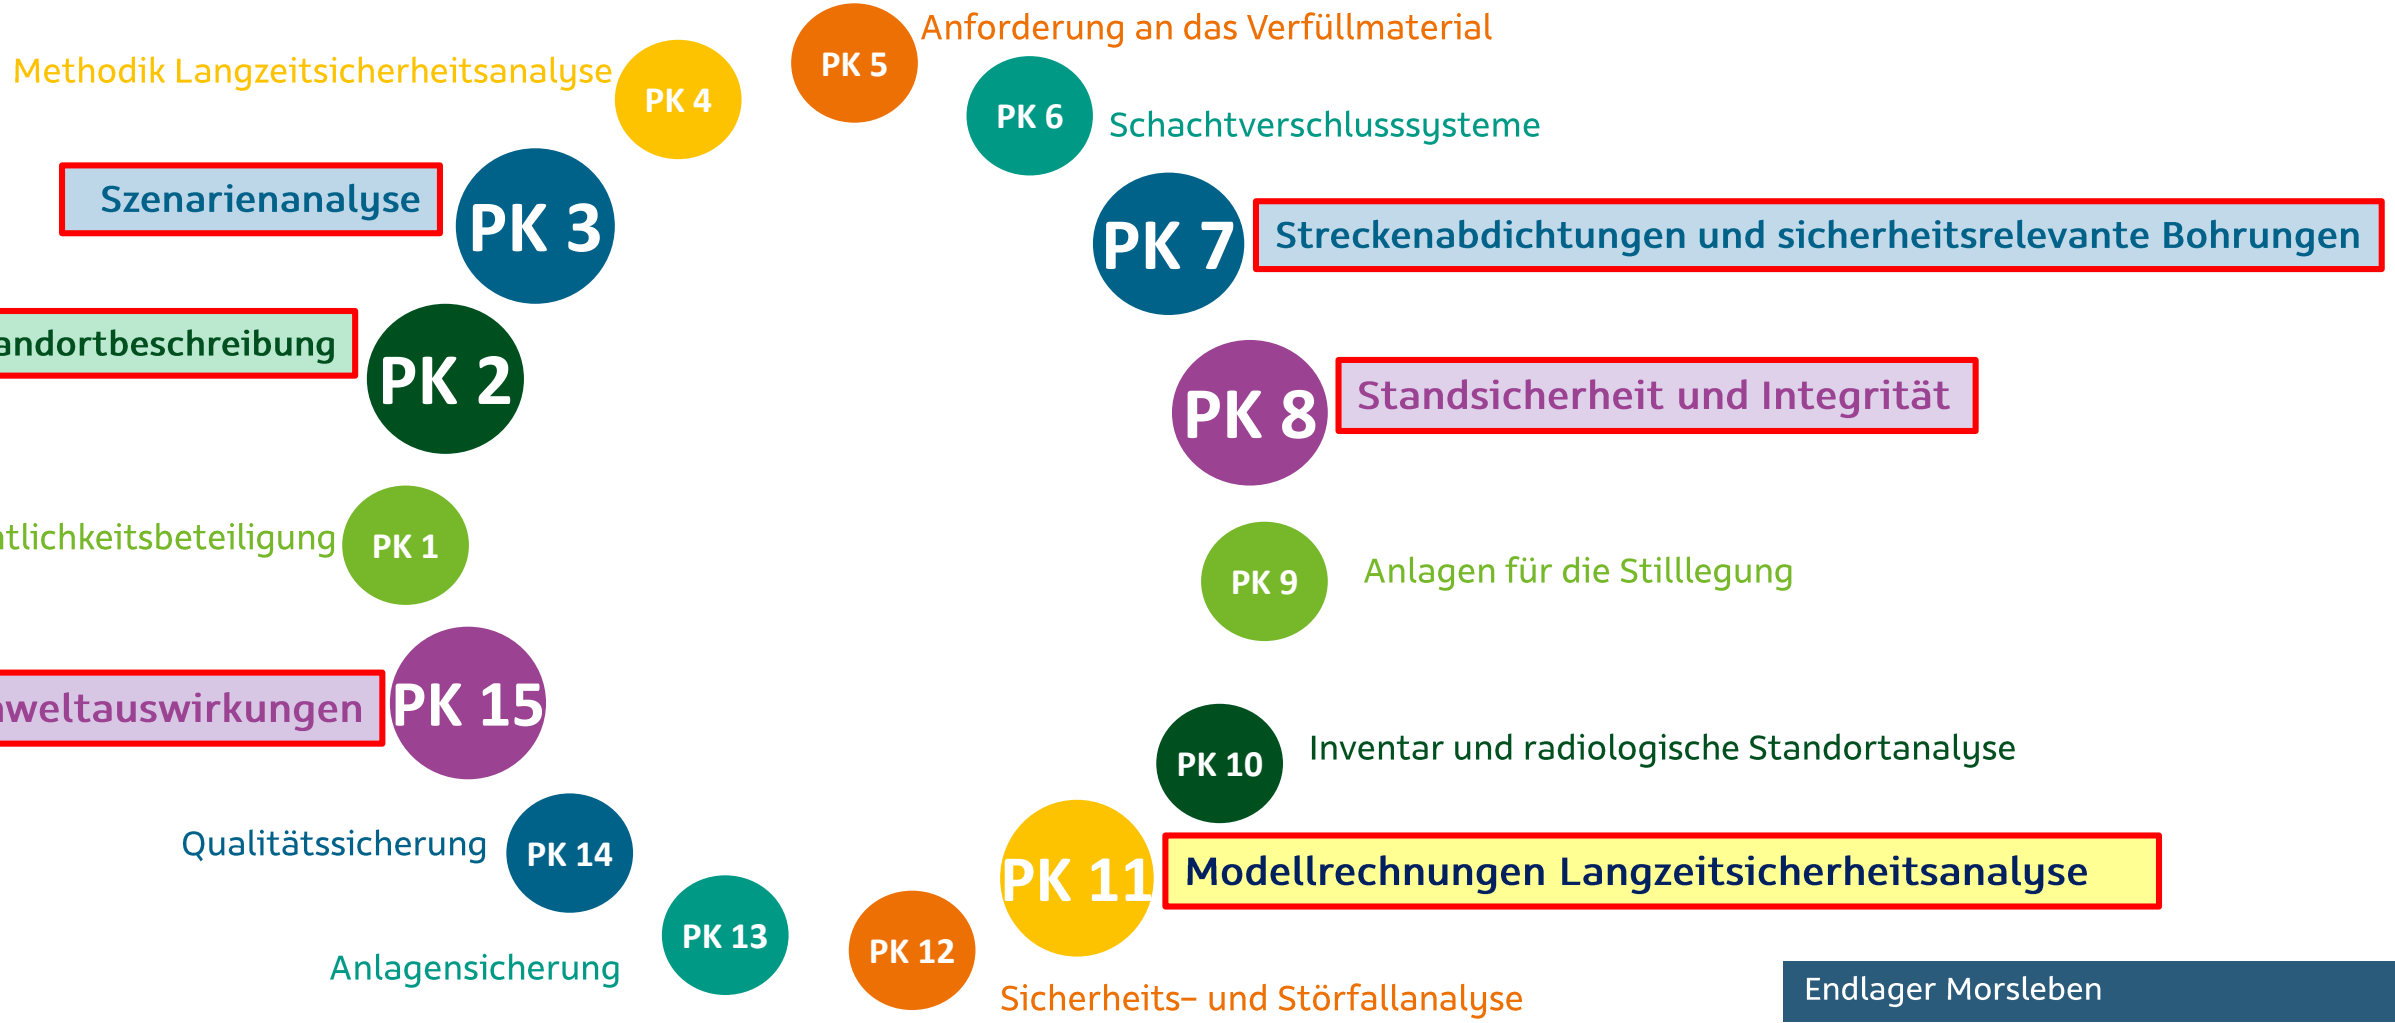 Anforderung an das Verfüllmaterial
PK 5
Methodik Langzeitsicherheitsanalyse
PK 4
PK 6
Schachtverschlusssysteme
Szenarienanalyse
PK 3
PK 7
Streckenabdichtungen und sicherheitsrelevante Bohrungen
andortbeschreibung
PK 2
PK 8
Standsicherheit und Integrität
ntlichkeitsbeteiligung
PK 1
PK 9
Anlagen für die Stilllegung
weltauswirkungen
PK 15
PK 10
Inventar und radiologische Standortanalyse
Qualitätssicherung
PK 14
PK 11
Modellrechnungen Langzeitsicherheitsanalyse
PK 13
PK 12
Anlagensicherung
Sicherheits– und Störfallanalyse
Endlager Morsleben